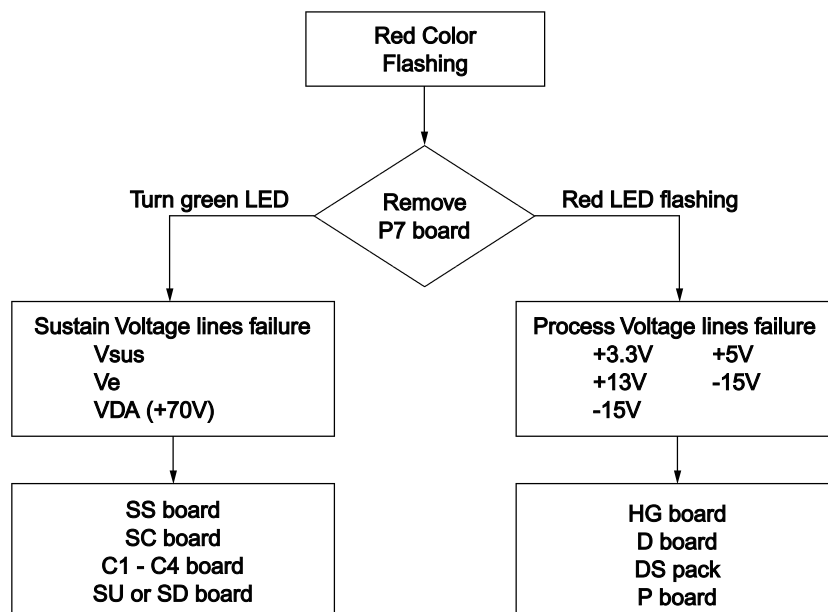 Red Color
Flashing
Turn green LED
Remove
P7 board
Red LED flashing
Sustain Voltage lines failure
Vsus
Ve
VDA (+70V)
Process Voltage lines failure
+3.3V +5V
+13V -15V
-15V
SS board
SC board
C1 - C4 board
SU or SD board
HG board
D board
DS pack
P board